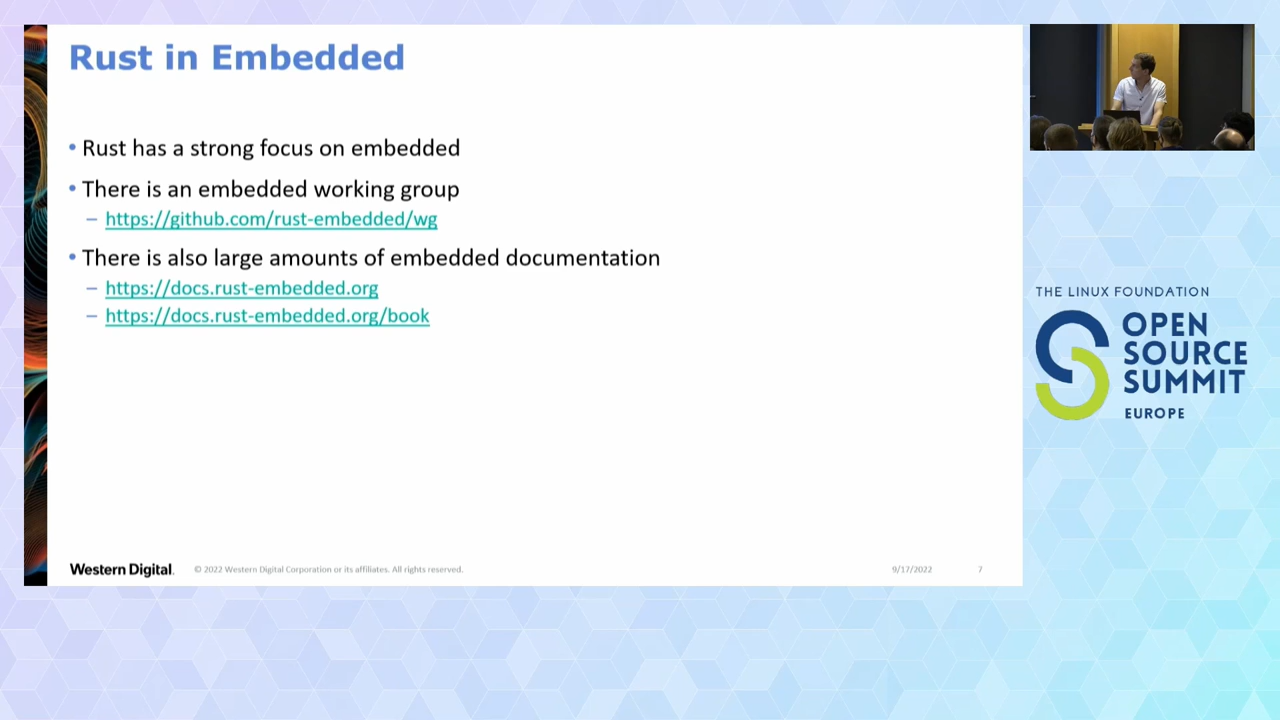 Rust in Embedded
• Rust has a strong focus on embedded
• There is an embedded working group
– https://github.com/rust-embedded/wg
• There is also large amounts of embedded documentation
– https://docs.rust-embedded.org
– https://docs.rust-embedded.org/book
Western Digital.
© 2022 Western Digital Corporation or its affiliates. All rights reserved.
9/17/2022
7
THE LINUX FOUNDATION
OPEN
SOURCE
SUMMIT
EUROPE